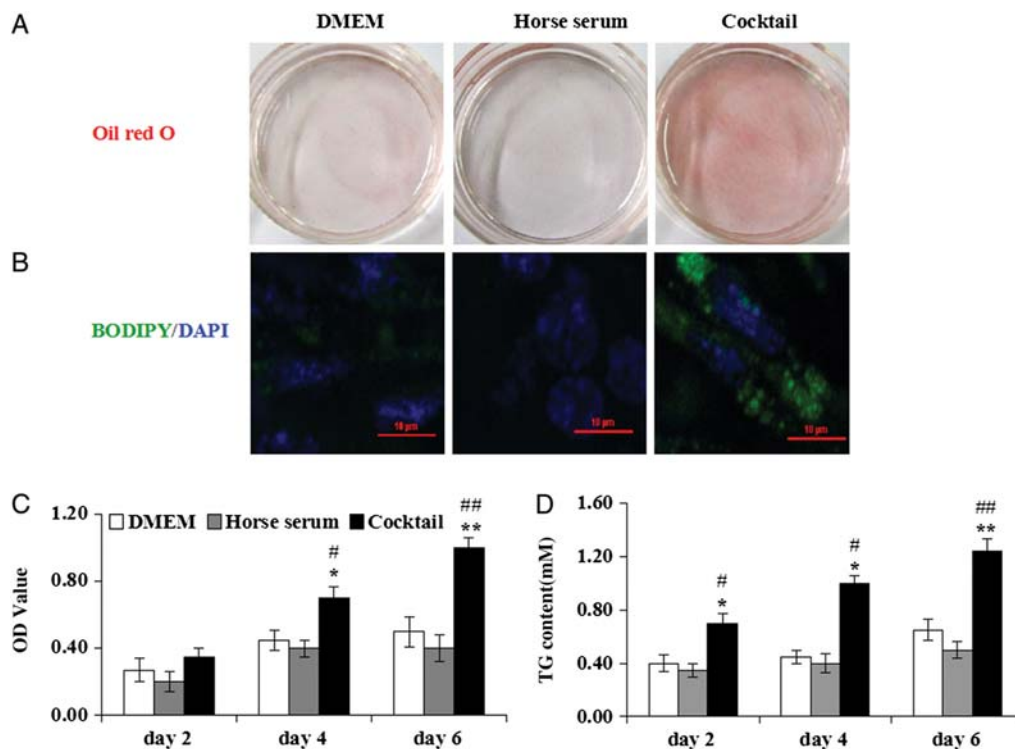 A
DMEM Horse serum Cocktail
Oil red O
B
BODIPY/DAPI
10 µm 10 µm 10 µm
C
OD Value
1.20
0.80
0.40
0.00
DMEM Horse serum Cocktail
#
*
##
**
day 2 day 4 day 6
D
TG content(mM)
1.60
1.20
0.80
0.40
0.00
#
*
#
*
##
**
day 2 day 4 day 6